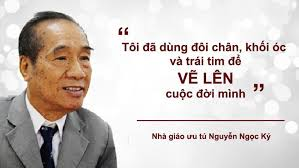 “
Tôi đã dùng đôi chân, khối óc
và trái tim để
VẼ LÊN
cuộc đời mình
”
Nhà giáo ưu tú Nguyễn Ngọc Ký